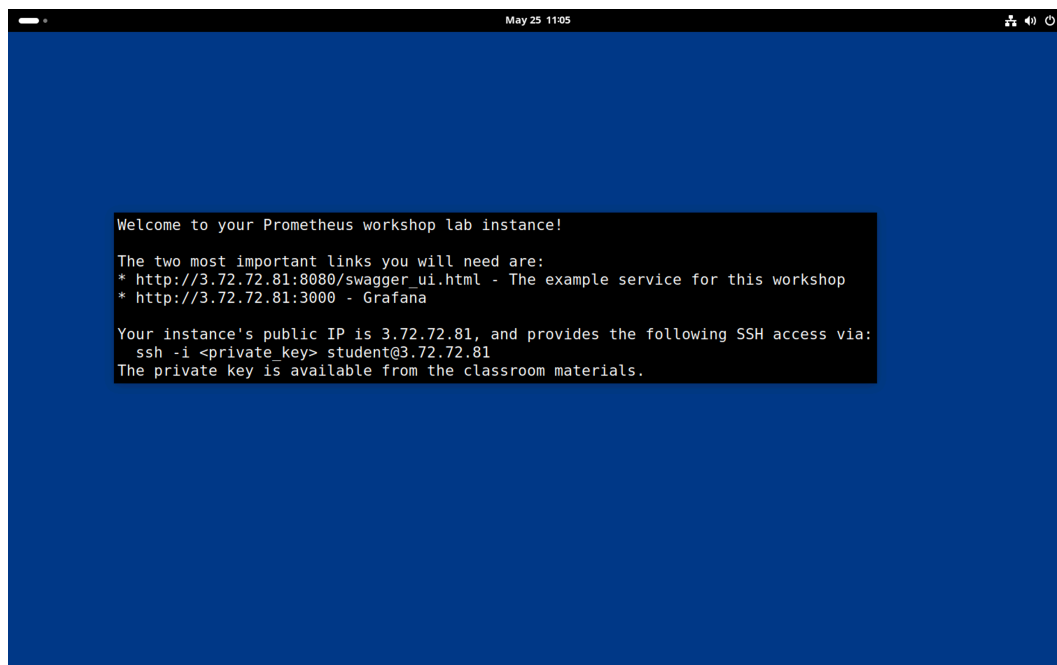 May 25 11:05
Welcome to your Prometheus workshop lab instance!
The two most important links you will need are:
* http://3.72.72.81:8080/swagger_ui.html - The example service for this workshop
* http://3.72.72.81:3000 - Grafana
Your instance's public IP is 3.72.72.81, and provides the following SSH access via:
ssh -i <private_key> student@3.72.72.81
The private key is available from the classroom materials.